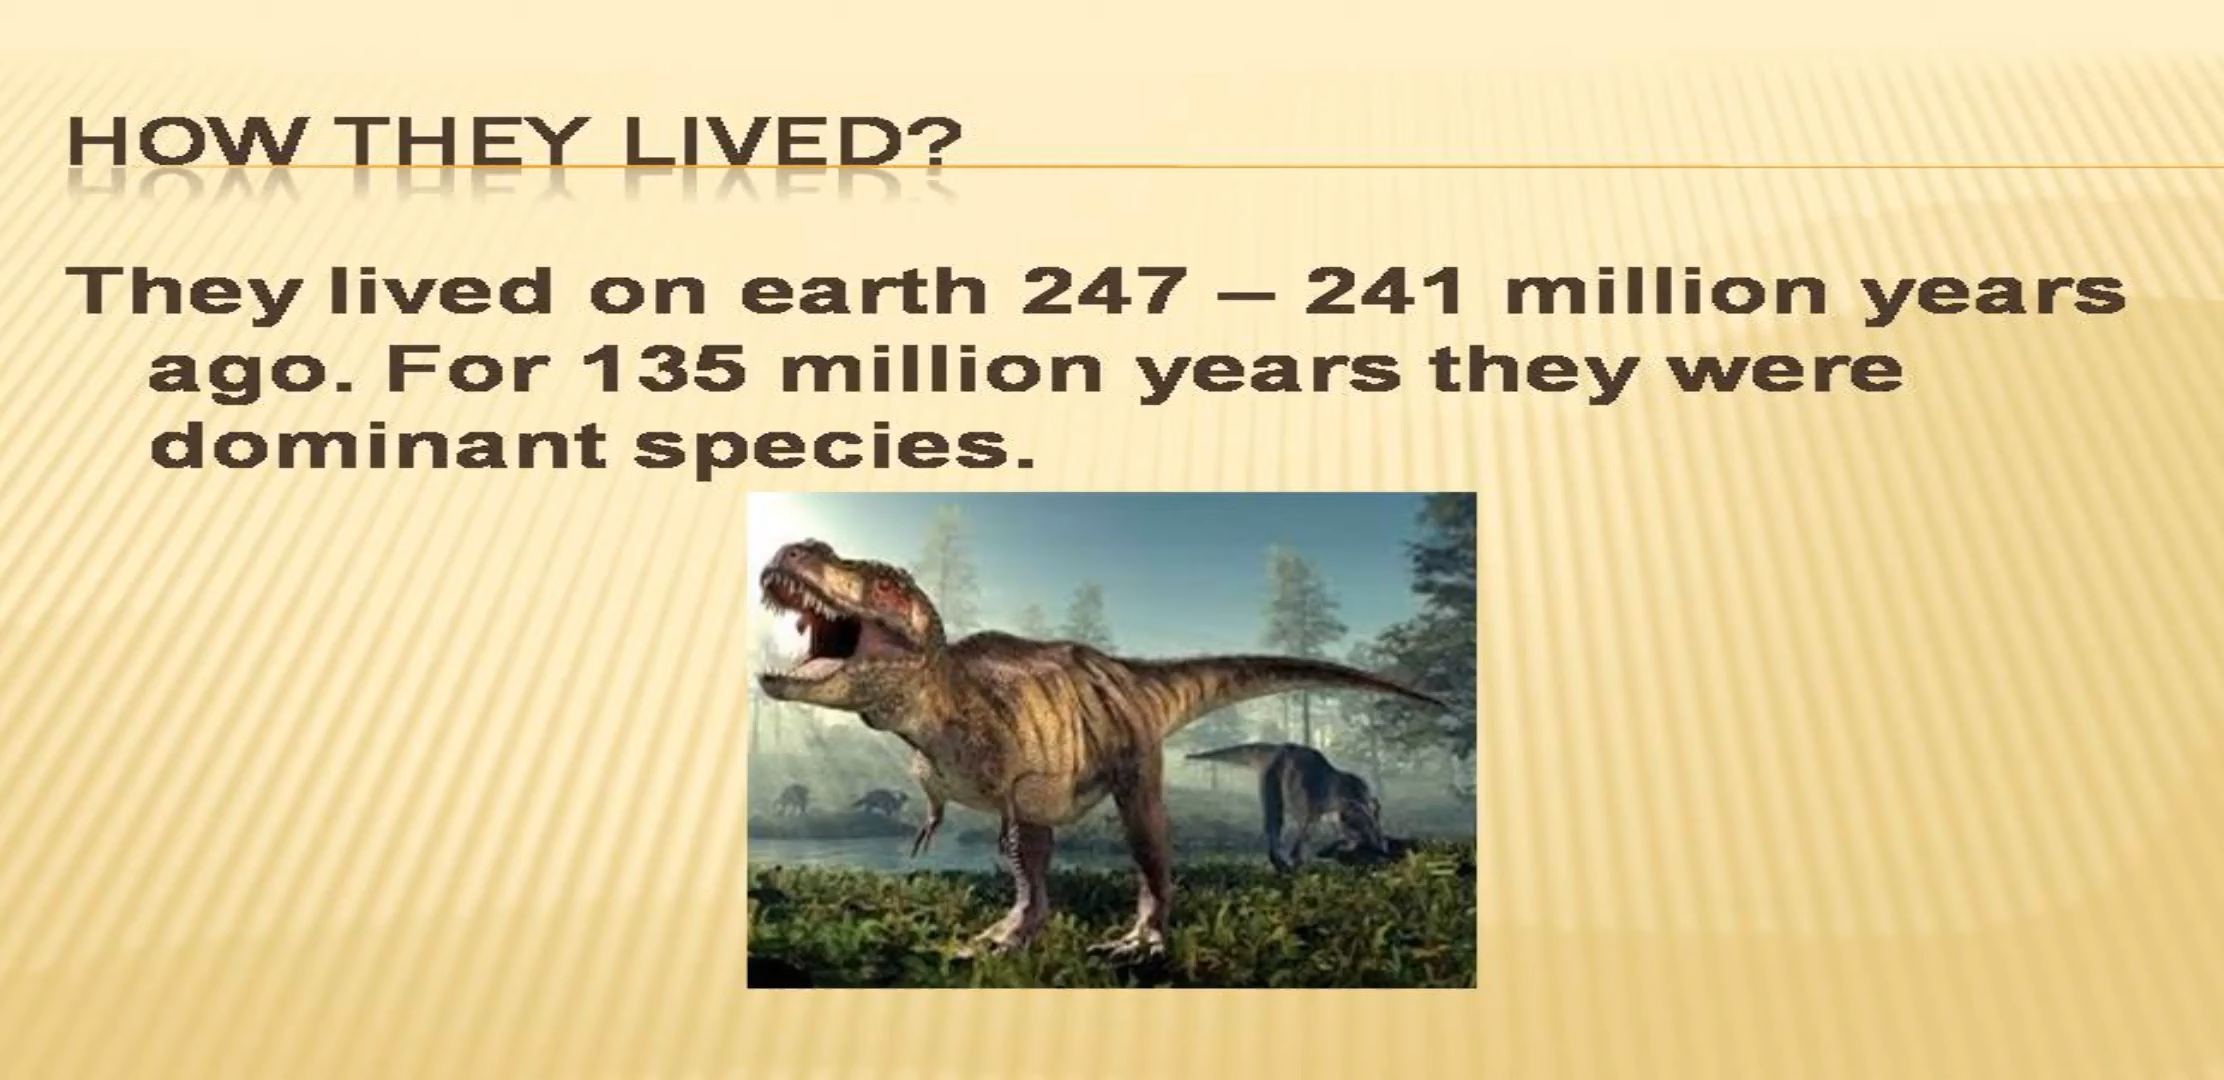 HOW THEY LIVED?
They lived on earth 247 – 241 million years
ago. For 135 million years they were
dominant species.